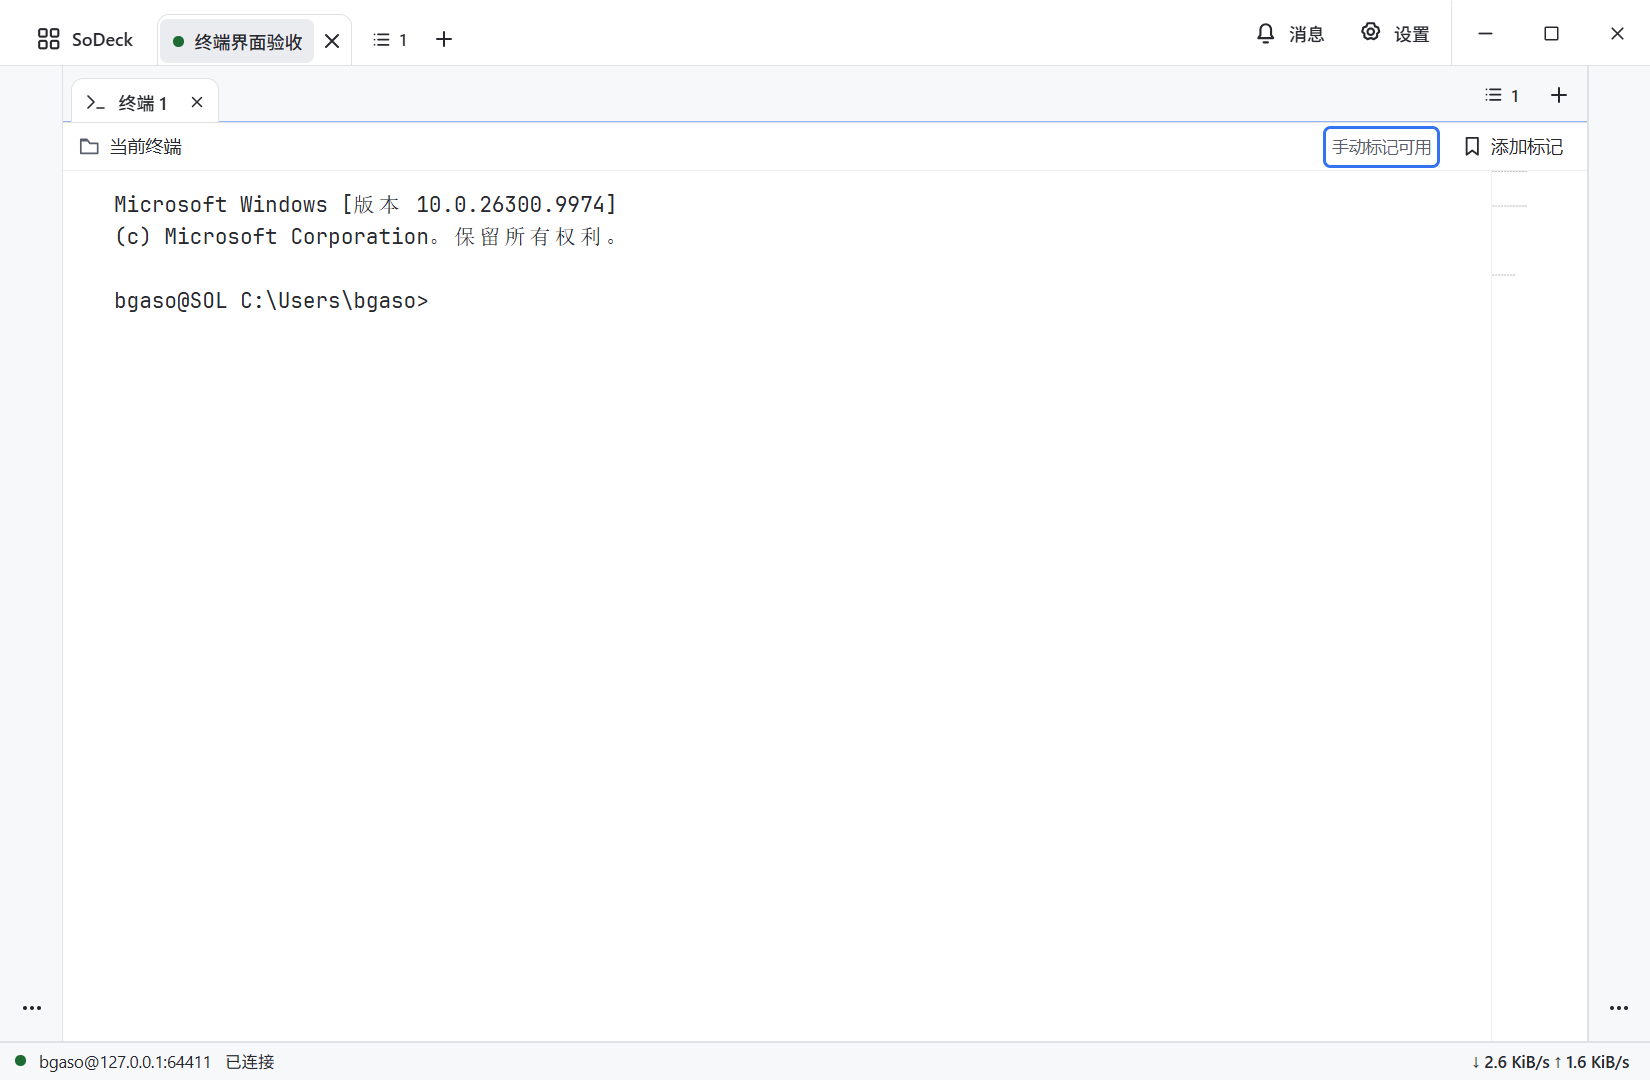 SoDeck
终端界面验收
1
消息
设置
终端 1
1
当前终端
手动标记可用
添加标记
Microsoft Windows [版本 10.0.26300.9974]
(c) Microsoft Corporation。保留所有权利。
bgaso@SOL C:\Users\bgaso>
bgaso@127.0.0.1:64411 已连接
↓ 2.6 KiB/s ↑ 1.6 KiB/s